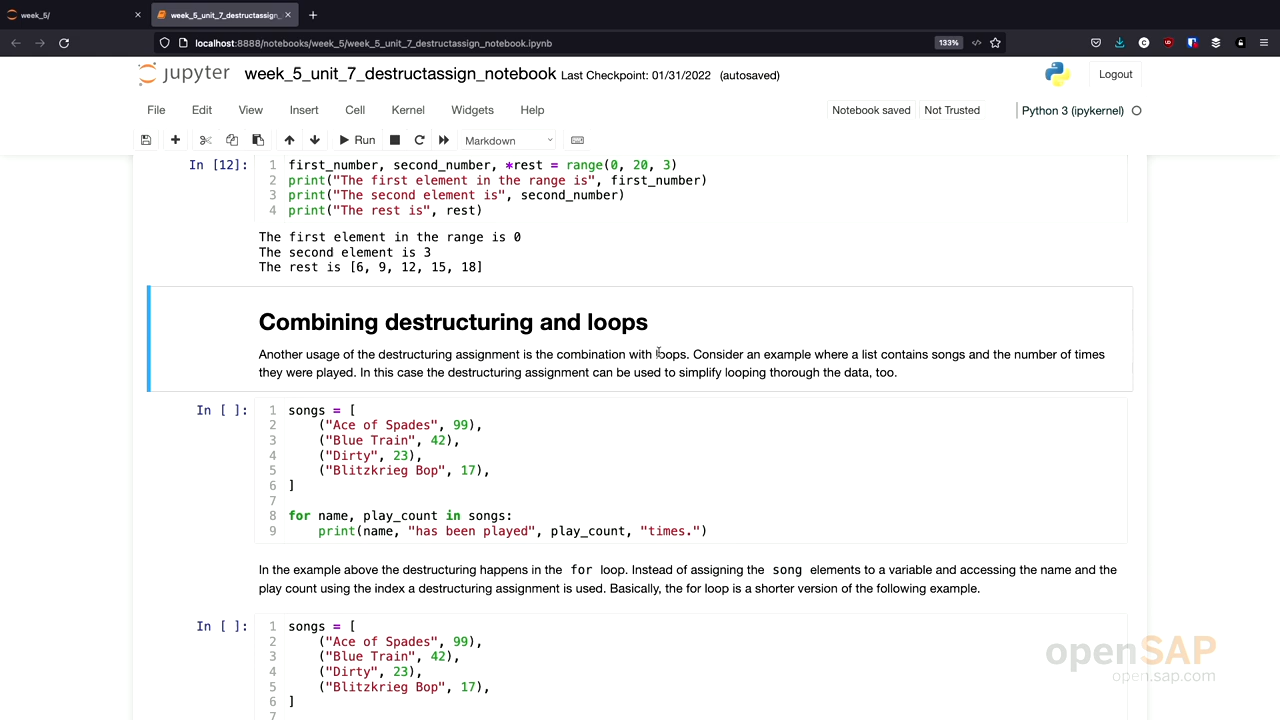 week_5/
week_5_unit_7_destructassign_
localhost:8888/notebooks/week_5/week_5_unit_7_destructassign_notebook.ipynb
133%
jupyter week_5_unit_7_destructassign_notebook Last Checkpoint: 01/31/2022 (autosaved)
Logout
File Edit View Insert Cell Kernel Widgets Help
Notebook saved Not Trusted Python 3 (ipykernel)
Run Markdown
In [12]:
1 first_number, second_number, *rest = range(0, 20, 3)
2 print("The first element in the range is", first_number)
3 print("The second element is", second_number)
4 print("The rest is", rest)
The first element in the range is 0
The second element is 3
The rest is [6, 9, 12, 15, 18]
Combining destructuring and loops
Another usage of the destructuring assignment is the combination with loops. Consider an example where a list contains songs and the number of times
they were played. In this case the destructuring assignment can be used to simplify looping thorough the data, too.
In [ ]:
1 songs = [
2 ("Ace of Spades", 99),
3 ("Blue Train", 42),
4 ("Dirty", 23),
5 ("Blitzkrieg Bop", 17),
6 ]
7
8 for name, play_count in songs:
9 print(name, "has been played", play_count, "times.")
In the example above the destructuring happens in the for loop. Instead of assigning the song elements to a variable and accessing the name and the
play count using the index a destructuring assignment is used. Basically, the for loop is a shorter version of the following example.
In [ ]:
1 songs = [
2 ("Ace of Spades", 99),
3 ("Blue Train", 42),
4 ("Dirty", 23),
5 ("Blitzkrieg Bop", 17),
6 ]
7
openSAP
open.sap.com